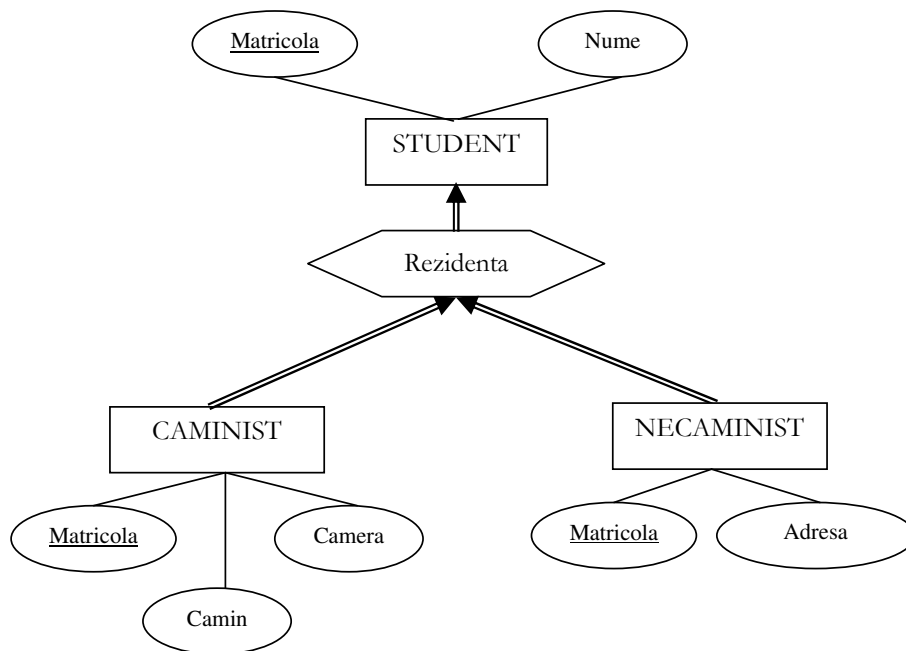 Matricola
Nume
STUDENT
Rezidenta
CAMINIST
NECAMINIST
Matricola
Camera
Matricola
Adresa
Camin